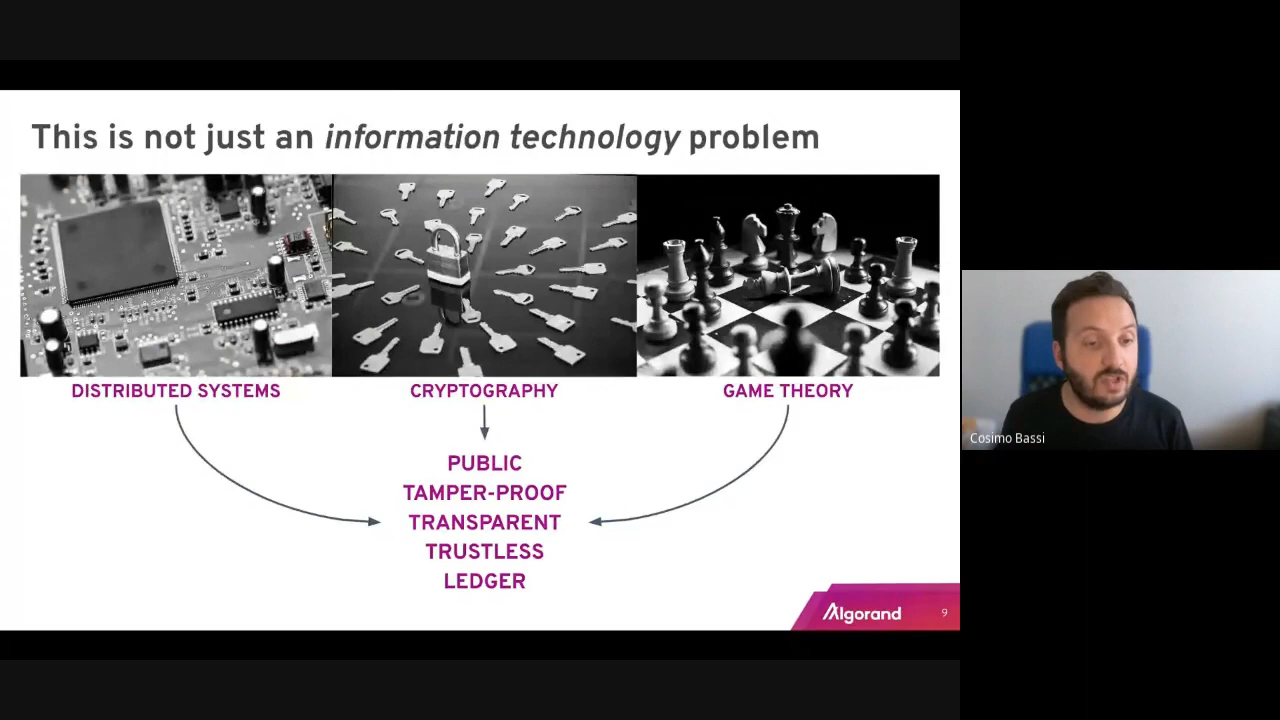 This is not just an information technology problem
DISTRIBUTED SYSTEMS
CRYPTOGRAPHY
GAME THEORY
PUBLIC
TAMPER-PROOF
TRANSPARENT
TRUSTLESS
LEDGER
Algorand
9
Cosimo Bassi